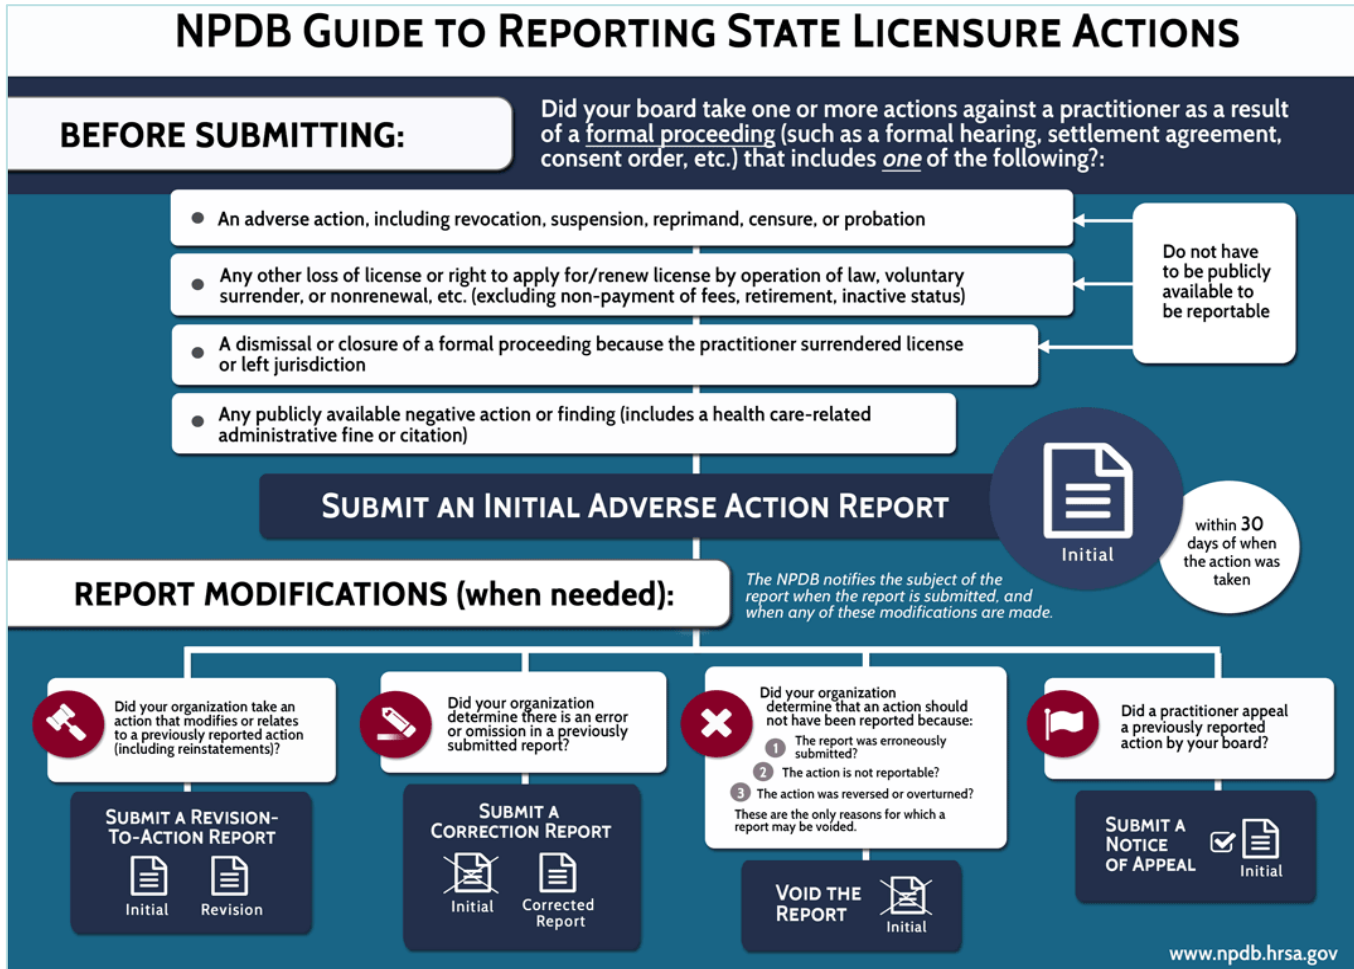 NPDB GUIDE TO REPORTING STATE LICENSURE ACTIONS
BEFORE SUBMITTING:
Did your board take one or more actions against a practitioner as a result
of a formal proceeding (such as a formal hearing, settlement agreement,
consent order, etc.) that includes one of the following?:
An adverse action, including revocation, suspension, reprimand, censure, or probation
Any other loss of license or right to apply for/renew license by operation of law, voluntary
surrender, or nonrenewal, etc. (excluding non-payment of fees, retirement, inactive status)
A dismissal or closure of a formal proceeding because the practitioner surrendered license
or left jurisdiction
Any publicly available negative action or finding (includes a health care-related
administrative fine or citation)
Do not have
to be publicly
available to
be reportable
SUBMIT AN INITIAL ADVERSE ACTION REPORT
Initial
within 30
days of when
the action was
taken
REPORT MODIFICATIONS (when needed):
The NPDB notifies the subject of the
report when the report is submitted, and
when any of these modifications are made.
Did your organization take an
action that modifies or relates
to a previously reported action
(including reinstatements)?
SUBMIT A REVISION-
TO-ACTION REPORT
Initial
Revision
Did your organization
determine there is an error
or omission in a previously
submitted report?
SUBMIT A
CORRECTION REPORT
Initial
Corrected
Report
Did your organization
determine that an action should
not have been reported because:
1 The report was erroneously
submitted?
2 The action is not reportable?
3 The action was reversed or overturned?
These are the only reasons for which a
report may be voided.
VOID THE
REPORT
Initial
Did a practitioner appeal
a previously reported
action by your board?
SUBMIT A
NOTICE
OF APPEAL
Initial
www.npdb.hrsa.gov